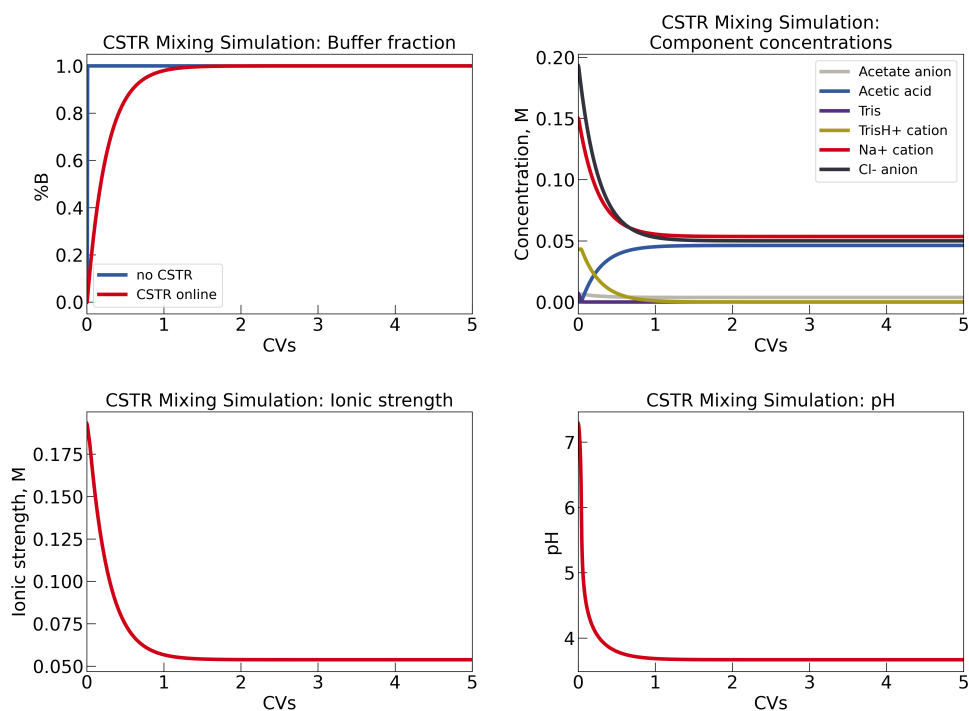 CSTR Mixing Simulation: Buffer fraction
%B
1.0
0.8
0.6
0.4
0.2
0.0
no CSTR
CSTR online
0 1 2 3 4 5
CVs
CSTR Mixing Simulation:
Component concentrations
Concentration, M
0.20
0.15
0.10
0.05
0.00
Acetate anion
Acetic acid
Tris
TrisH+ cation
Na+ cation
Cl- anion
0 1 2 3 4 5
CVs
CSTR Mixing Simulation: Ionic strength
Ionic strength, M
0.175
0.150
0.125
0.100
0.075
0.050
0 1 2 3 4 5
CVs
CSTR Mixing Simulation: pH
pH
7
6
5
4
0 1 2 3 4 5
CVs